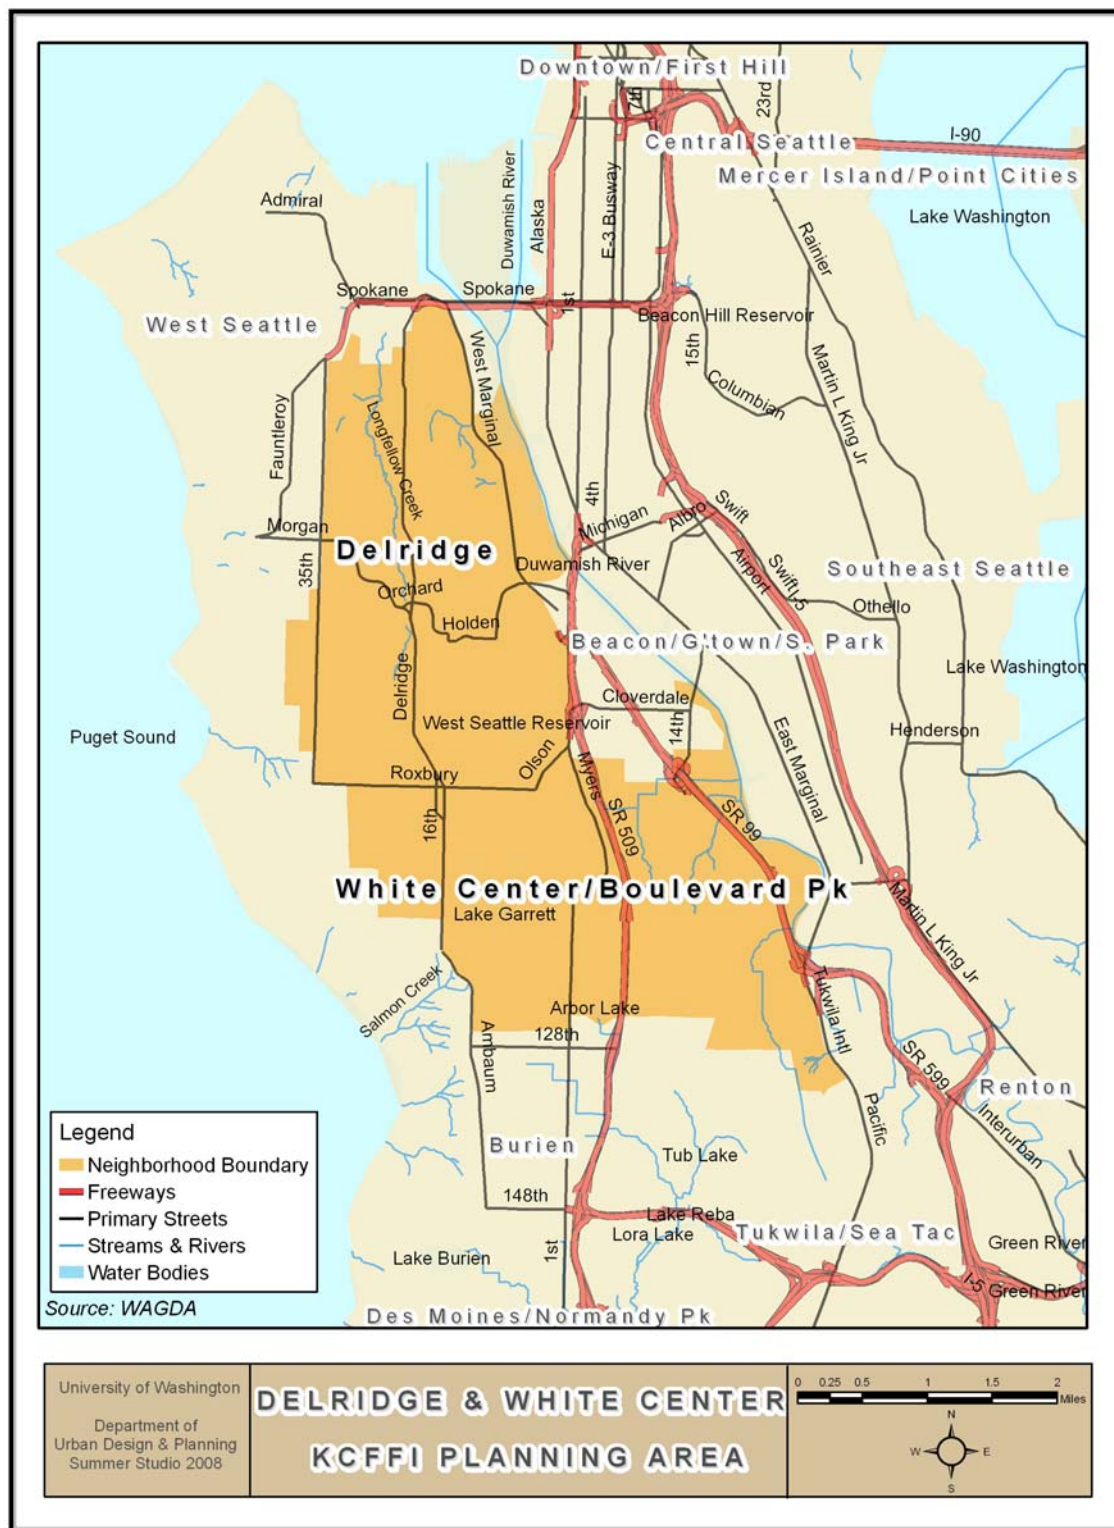 Downtown/First Hill
7th
23rd
I-90
Central Seattle
Mercer Island/Point Cities
Lake Washington
Admiral
Duwamish River
Alaska
E-3 Busway
Rainier
Spokane
Spokane
1st
West Seattle
Beacon Hill Reservoir
15th
West Marginal
Columbian
Martin L King Jr
Fauntleroy
Longfellow Creek
4th
Morgan
Michigan
Albro
Swift
Delridge
35th
Duwamish River
Airport
Swift
I-5
Southeast Seattle
Orchard
Othello
Holden
Beacon/G'town/S. Park
Lake Washington
Delridge
Cloverdale
West Seattle Reservoir
14th
Henderson
Puget Sound
East Marginal
Roxbury
Olson
Myers
16th
SR 509
SR 99
White Center/Boulevard Pk
Lake Garrett
Martin L King Jr
Salmon Creek
Arbor Lake
Tukwila Intl
128th
Ambaum
SR 599
Renton
Pacific
Interurban
Burien
Tub Lake
148th
Lake Reba
Lora Lake
Tukwila/Sea Tac
1st
Lake Burien
Green River
I-5
Green River
Des Moines/Normandy Pk
Legend
Neighborhood Boundary
Freeways
Primary Streets
Streams & Rivers
Water Bodies
Source: WAGDA
University of Washington
Department of
Urban Design & Planning
Summer Studio 2008
DELRIDGE & WHITE CENTER
KCFFI PLANNING AREA
0 0.25 0.5 1 1.5 2
Miles
N
W E
S